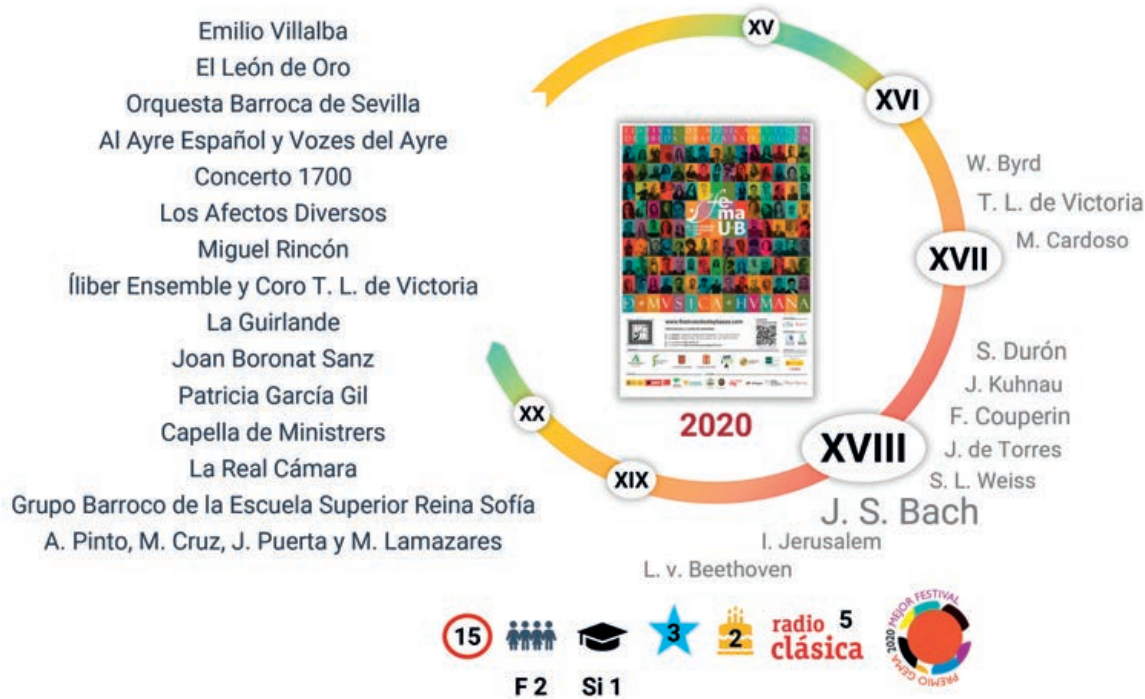 Emilio Villalba
El León de Oro
Orquesta Barroca de Sevilla
Al Ayre Español y Vozes del Ayre
Concerto 1700
Los Afectos Diversos
Miguel Rincón
Íliber Ensemble y Coro T. L. de Victoria
La Guirlande
Joan Boronat Sanz
Patricia García Gil
Capella de Ministrers
La Real Cámara
Grupo Barroco de la Escuela Superior Reina Sofía
A. Pinto, M. Cruz, J. Puerta y M. Lamazares
XV
XVI
W. Byrd
T. L. de Victoria
M. Cardoso
XVII
fe
ma
U·B
D + MVSICA + HVMANA
2020
S. Durón
J. Kuhnau
F. Couperin
J. de Torres
S. L. Weiss
XVIII
J. S. Bach
I. Jerusalem
L. v. Beethoven
XIX
XX
15
F 2
Si 1
3
2
radio clásica 5
PREMIO GEMA 2020 MEJOR FESTIVAL